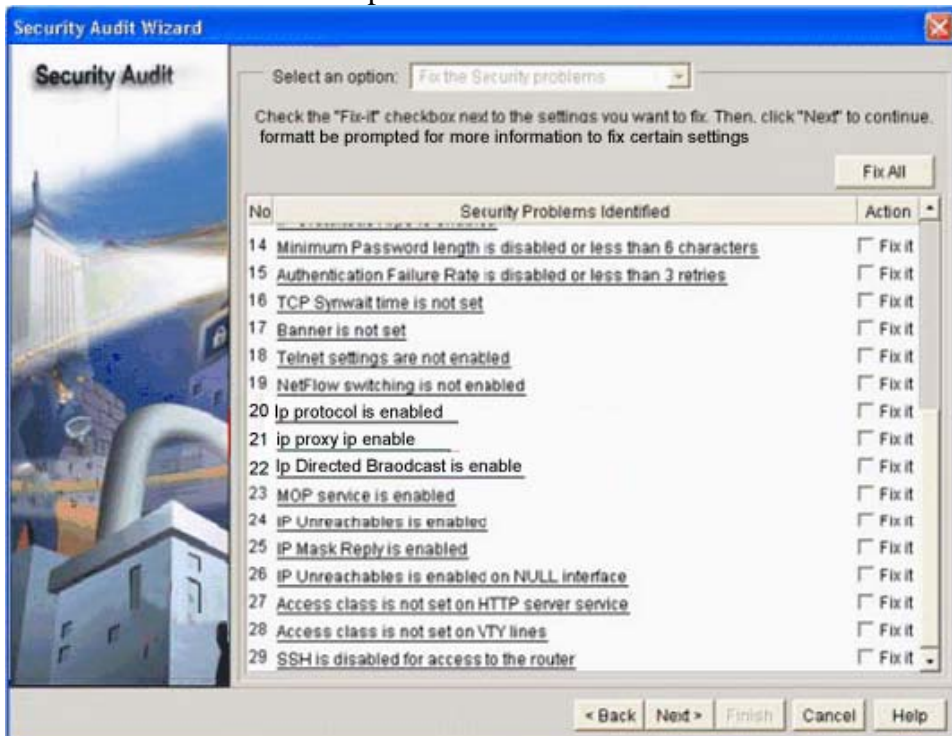 Security Audit Wizard
Security Audit
Select an option: Fix the Security problems
Check the "Fix-it" checkbox next to the settings you want to fix. Then, click "Next" to continue.
formatt be prompted for more information to fix certain settings
Fix All
No Security Problems Identified Action
14 Minimum Password length is disabled or less than 6 characters Fix it
15 Authentication Failure Rate is disabled or less than 3 retries Fix it
16 TCP Synwait time is not set Fix it
17 Banner is not set Fix it
18 Telnet settings are not enabled Fix it
19 NetFlow switching is not enabled Fix it
20 Ip protocol is enabled Fix it
21 ip proxy ip enable Fix it
22 Ip Directed Braodcast is enable Fix it
23 MOP service is enabled Fix it
24 IP Unreachables is enabled Fix it
25 IP Mask Reply is enabled Fix it
26 IP Unreachables is enabled on NULL interface Fix it
27 Access class is not set on HTTP server service Fix it
28 Access class is not set on VTY lines Fix it
29 SSH is disabled for access to the router Fix it
< Back Next > Finish Cancel Help